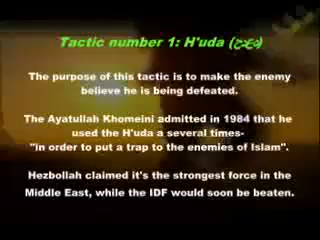 Tactic number 1: H'uda (خدع)
The purpose of this tactic is to make the enemy
believe he is being defeated.
The Ayatullah Khomeini admitted in 1984 that he
used the H'uda a several times-
"in order to put a trap to the enemies of Islam".
Hezbollah claimed it's the strongest force in the
Middle East, while the IDF would soon be beaten.